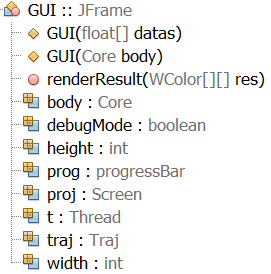 GUI :: JFrame
GUI(float[] datas)
GUI(Core body)
renderResult(WColor[][] res)
body : Core
debugMode : boolean
height : int
prog : progressBar
proj : Screen
t : Thread
traj : Traj
width : int